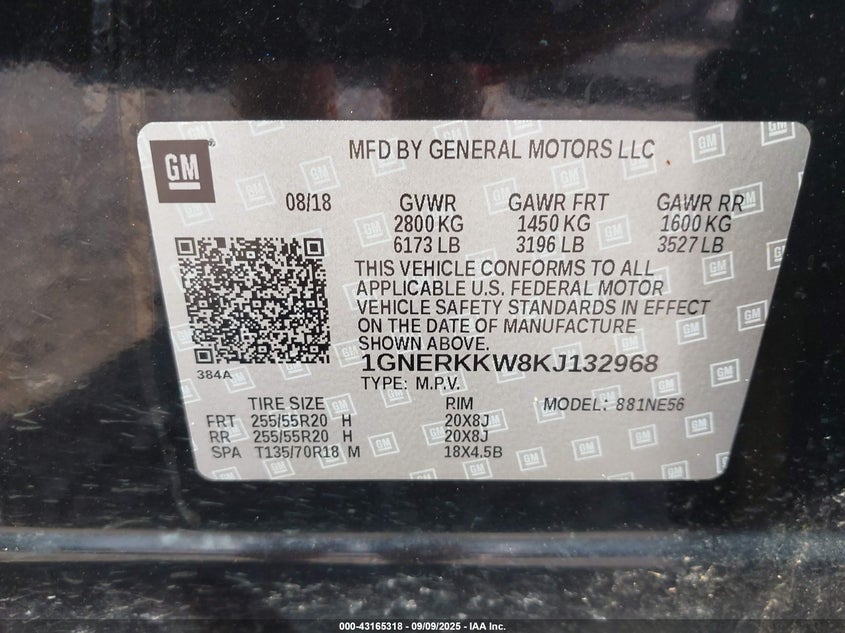 GM®
MFD BY GENERAL MOTORS LLC
08/18 GVWR GAWR FRT GAWR RR
2800 KG 1450 KG 1600 KG
6173 LB 3196 LB 3527 LB
THIS VEHICLE CONFORMS TO ALL
APPLICABLE U.S. FEDERAL MOTOR
VEHICLE SAFETY STANDARDS IN EFFECT
ON THE DATE OF MANUFACTURE
SHOWN ABOVE.
384A
1GNERKKW8KJ132968
TYPE: M.P.V.
TIRE SIZE RIM MODEL: 881NE56
FRT 255/55R20 H 20X8J
RR 255/55R20 H 20X8J
SPA T135/70R18 M 18X4.5B
000-43165318 - 09/09/2025 - IAA Inc.